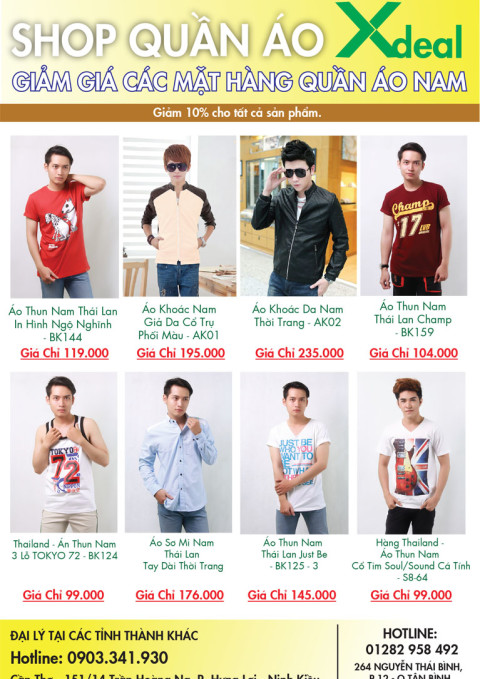 SHOP QUẦN ÁO Xdeal
GIẢM GIÁ CÁC MẶT HÀNG QUẦN ÁO NAM
Giảm 10% cho tất cả sản phẩm.
Áo Thun Nam Thái Lan
In Hình Ngộ Nghĩnh
- BK144
Giá Chỉ 119.000
Áo Khoác Nam
Giả Da Cổ Trụ
Phối Màu - AK01
Giá Chỉ 195.000
Áo Khoác Da Nam
Thời Trang - AK02
Giá Chỉ 235.000
Champ
17
Áo Thun Nam
Thái Lan Champ
- BK159
Giá Chỉ 104.000
TOKYO
72
Thailand - Án Thun Nam
3 Lỗ TOKYO 72 - BK124
Giá Chỉ 99.000
Áo Sơ Mi Nam
Thái Lan
Tay Dài Thời Trang
Giá Chỉ 176.000
JUST BE
WHO YOU
WANT TO
BE
Áo Thun Nam
Thái Lan Just Be
- BK125 - 3
Giá Chỉ 145.000
Hàng Thailand -
Áo Thun Nam
Cổ Tim Soul/Sound Cá Tính
- S8-64
Giá Chỉ 99.000
ĐẠI LÝ TẠI CÁC TỈNH THÀNH KHÁC
Hotline: 0903.341.930
Cần Thơ - 151/14 Trần Hoàng Na, P. Hưng Lợi - Ninh Kiều
HOTLINE:
01282 958 492
264 NGUYỄN THÁI BÌNH,
P.12 - Q.TÂN BÌNH